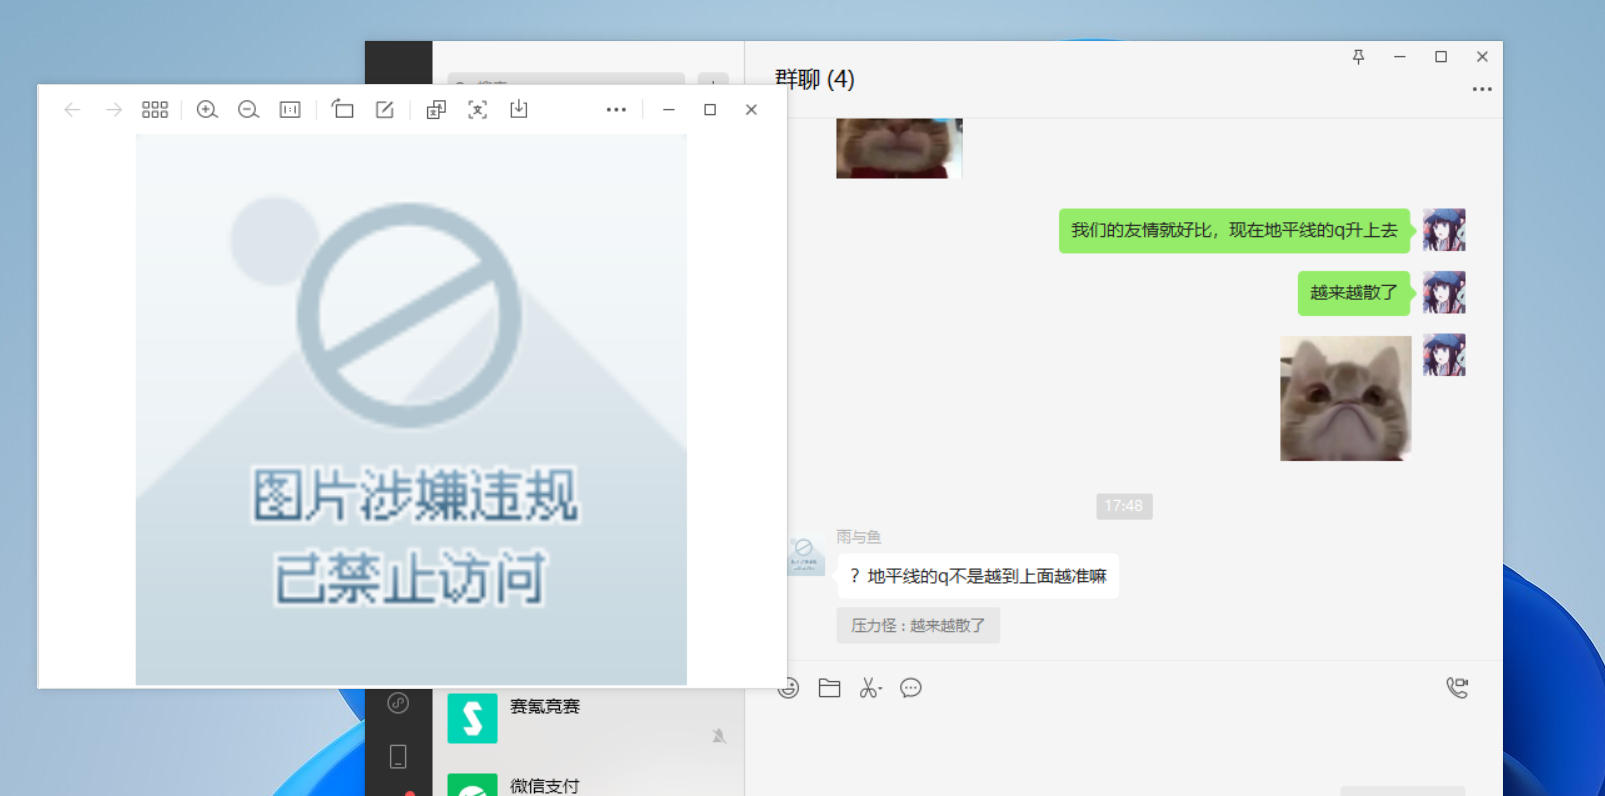 群聊 (4)
图片涉嫌违规
已禁止访问
我们的友情就好比，现在地平线的q升上去
越来越散了
17:48
雨与鱼
？地平线的q不是越到上面越准嘛
压力怪：越来越散了
赛氪竞赛
微信支付